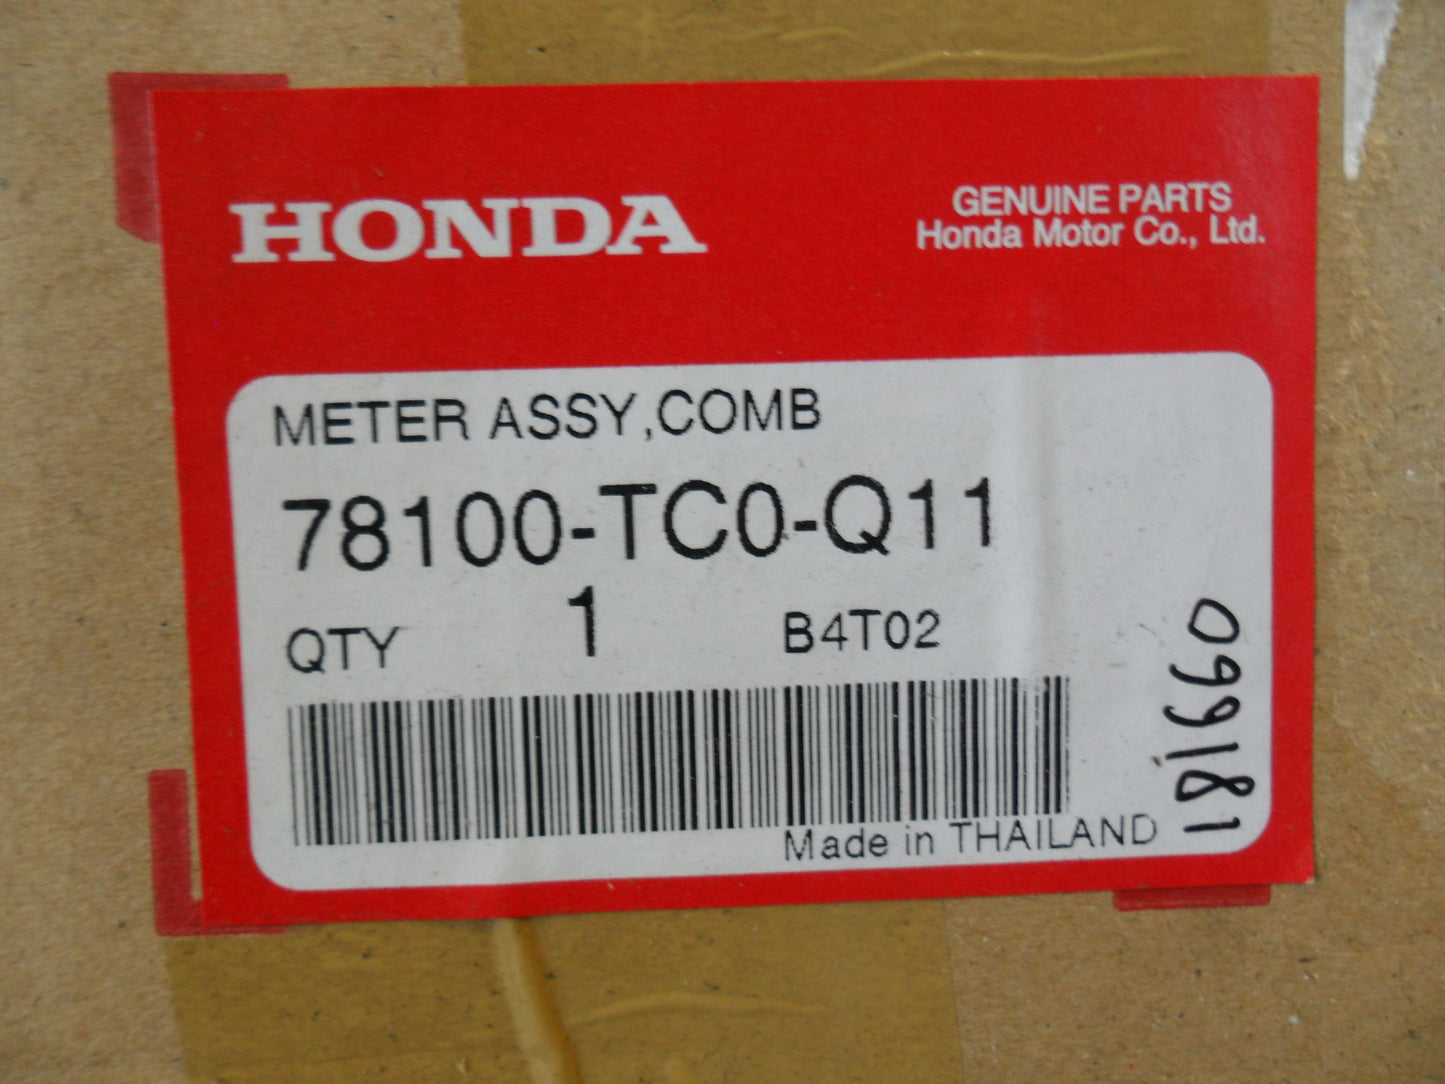 HONDA
GENUINE PARTS
Honda Motor Co., Ltd.
METER ASSY,COMB
78100-TC0-Q11
QTY 1 B4T02
Made in THAILAND
099181